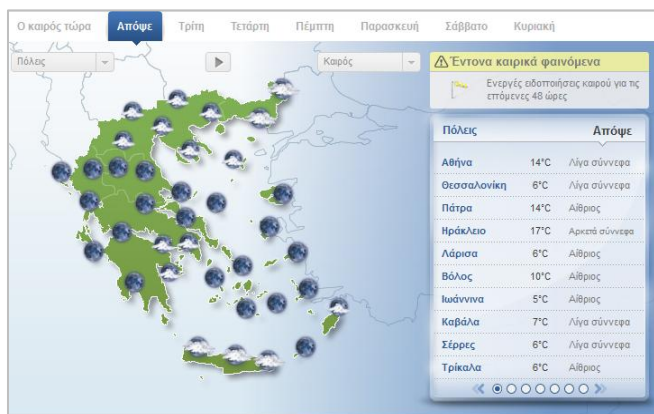 Ο καιρός τώρα Απόψε Τρίτη Τετάρτη Πέμπτη Παρασκευή Σάββατο Κυριακή
Πόλεις Καιρός
Έντονα καιρικά φαινόμενα
Ενεργές ειδοποιήσεις καιρού για τις
επόμενες 48 ώρες
Πόλεις Απόψε
Αθήνα 14°C Λίγα σύννεφα
Θεσσαλονίκη 6°C Λίγα σύννεφα
Πάτρα 14°C Αίθριος
Ηράκλειο 17°C Αρκετά σύννεφα
Λάρισα 6°C Αίθριος
Βόλος 10°C Αίθριος
Ιωάννινα 5°C Αίθριος
Καβάλα 7°C Λίγα σύννεφα
Σέρρες 6°C Λίγα σύννεφα
Τρίκαλα 6°C Αίθριος